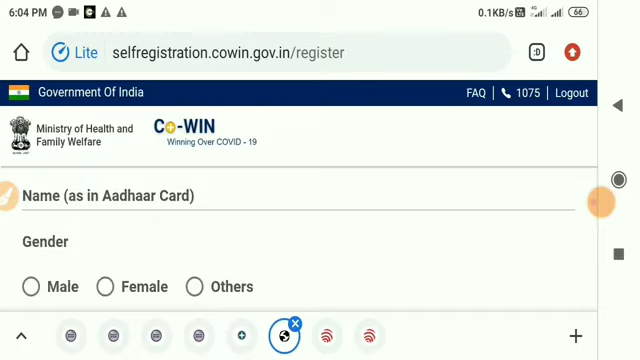 6:04 PM
0.1KB/s 4G 66
Lite selfregistration.cowin.gov.in/register :D
Government Of India FAQ | 1075 | Logout
Ministry of Health and
Family Welfare
Co-WIN
Winning Over COVID - 19
Name (as in Aadhaar Card)
Gender
Male Female Others